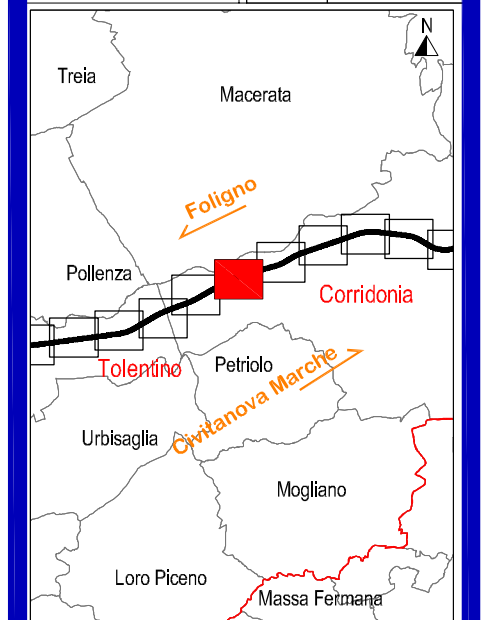 N
Treia
Macerata
Foligno
Pollenza
Corridonia
Tolentino
Petriolo
Civitanova Marche
Urbisaglia
Mogliano
Loro Piceno
Massa Fermana